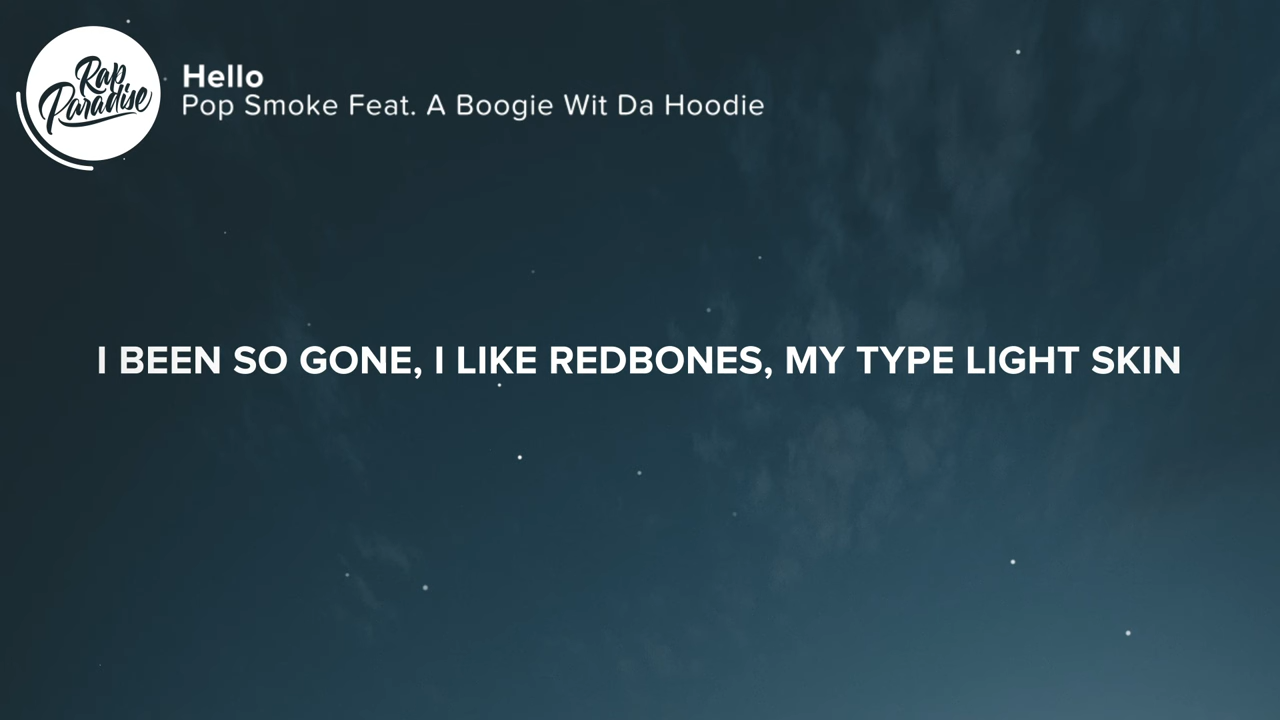 Rap
Paradise
Hello
Pop Smoke Feat. A Boogie Wit Da Hoodie
I BEEN SO GONE, I LIKE REDBONES, MY TYPE LIGHT SKIN